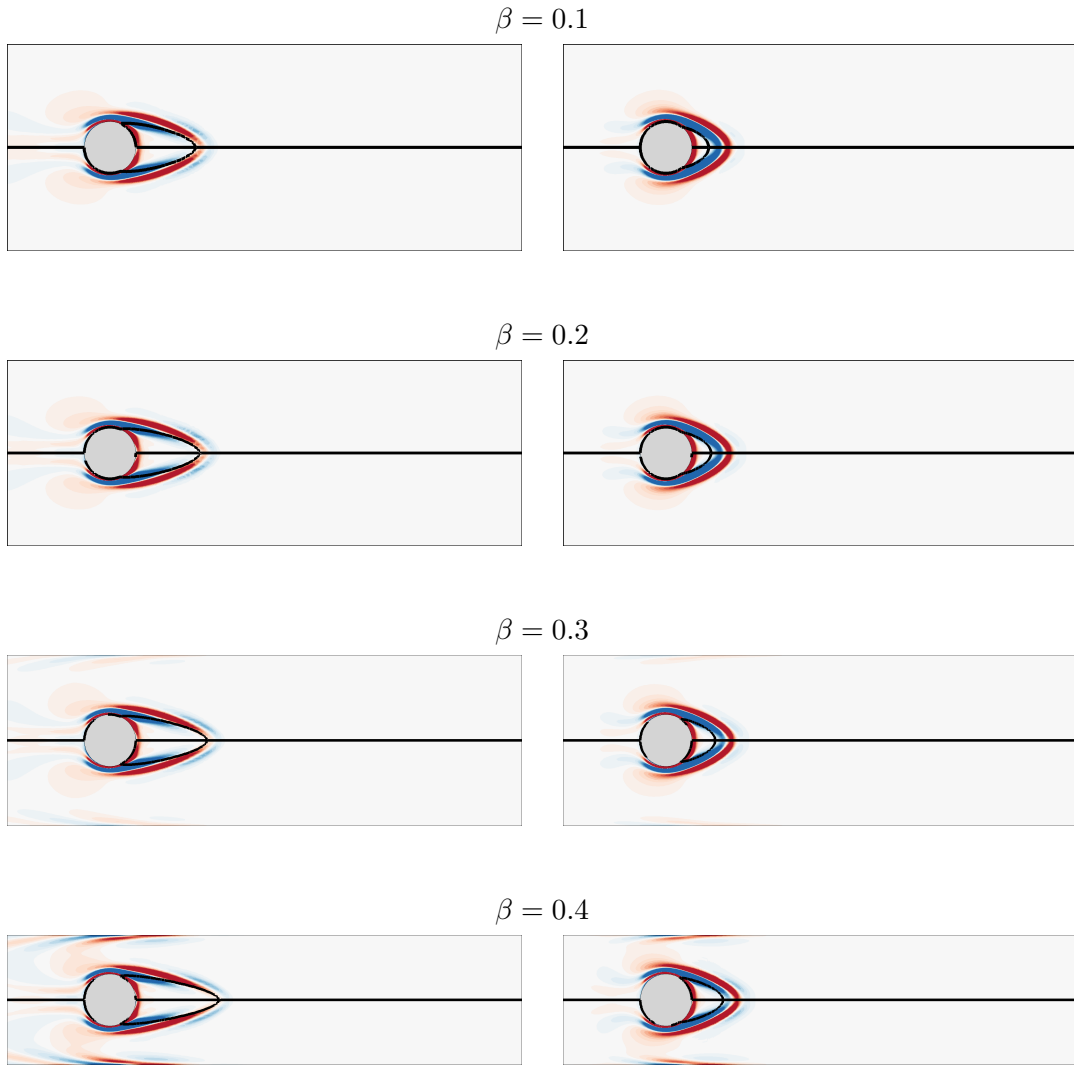 β = 0.1
β = 0.2
β = 0.3
β = 0.4